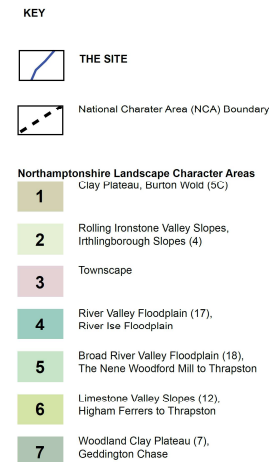 KEY
THE SITE
National Charater Area (NCA) Boundary
Northamptonshire Landscape Character Areas
1
Clay Plateau, Burton Wold (5C)
2
Rolling Ironstone Valley Slopes,
Irthlingborough Slopes (4)
3
Townscape
4
River Valley Floodplain (17),
River Ise Floodplain
5
Broad River Valley Floodplain (18),
The Nene Woodford Mill to Thrapston
6
Limestone Valley Slopes (12),
Higham Ferrers to Thrapston
7
Woodland Clay Plateau (7),
Geddington Chase